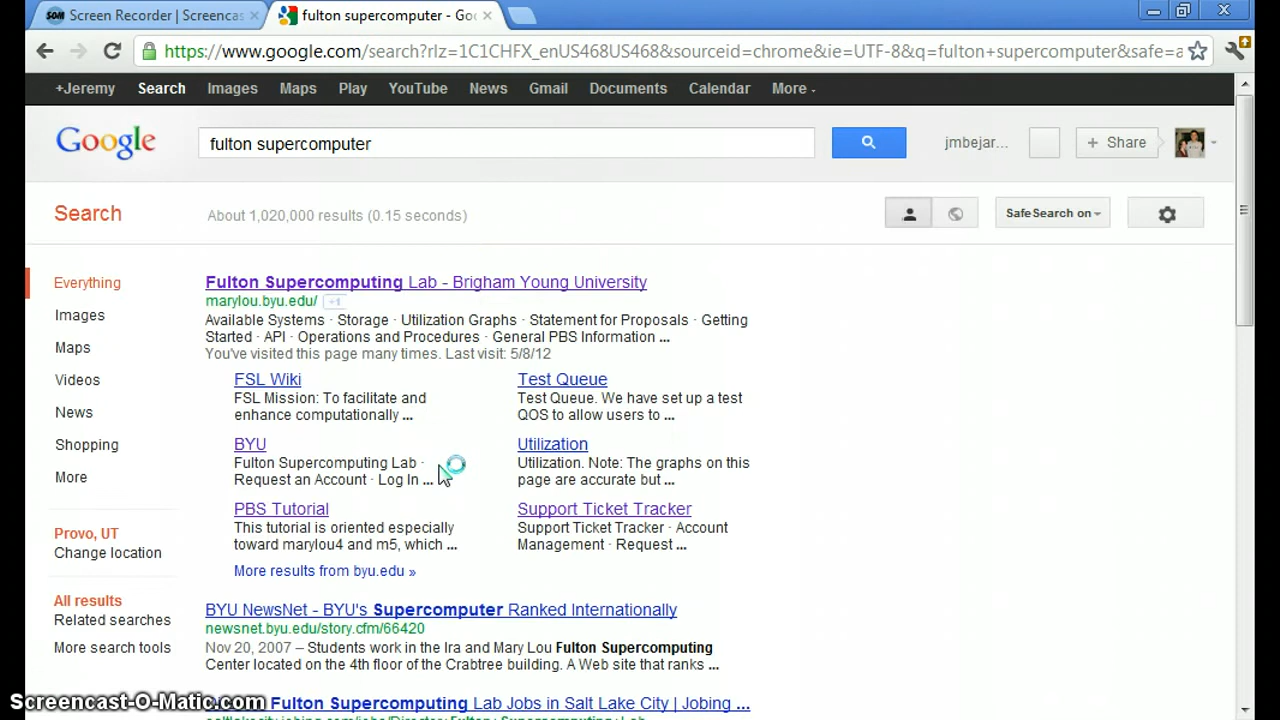 Screen Recorder | Screencas
fulton supercomputer - Goo
https://www.google.com/search?rlz=1C1CHFX_enUS468US468&sourceid=chrome&ie=UTF-8&q=fulton+supercomputer&safe=a
+Jeremy Search Images Maps Play YouTube News Gmail Documents Calendar More
Google
fulton supercomputer
jmbejar...
+ Share
Search
About 1,020,000 results (0.15 seconds)
SafeSearch on
Everything
Images
Maps
Videos
News
Shopping
More
Provo, UT
Change location
All results
Related searches
More search tools
Fulton Supercomputing Lab - Brigham Young University
marylou.byu.edu/ +1
Available Systems - Storage - Utilization Graphs - Statement for Proposals - Getting
Started - API - Operations and Procedures - General PBS Information ...
You've visited this page many times. Last visit: 5/8/12
FSL Wiki
FSL Mission: To facilitate and
enhance computationally ...
Test Queue
Test Queue. We have set up a test
QOS to allow users to ...
BYU
Fulton Supercomputing Lab -
Request an Account - Log In ...
Utilization
Utilization. Note: The graphs on this
page are accurate but ...
PBS Tutorial
This tutorial is oriented especially
toward marylou4 and m5, which ...
Support Ticket Tracker
Support Ticket Tracker - Account
Management - Request ...
More results from byu.edu »
BYU NewsNet - BYU's Supercomputer Ranked Internationally
newsnet.byu.edu/story.cfm/66420
Nov 20, 2007 – Students work in the Ira and Mary Lou Fulton Supercomputing
Center located on the 4th floor of the Crabtree building. A Web site that ranks ...
Fulton Supercomputing Lab Jobs in Salt Lake City | Jobing ...
Screencast-O-Matic.com